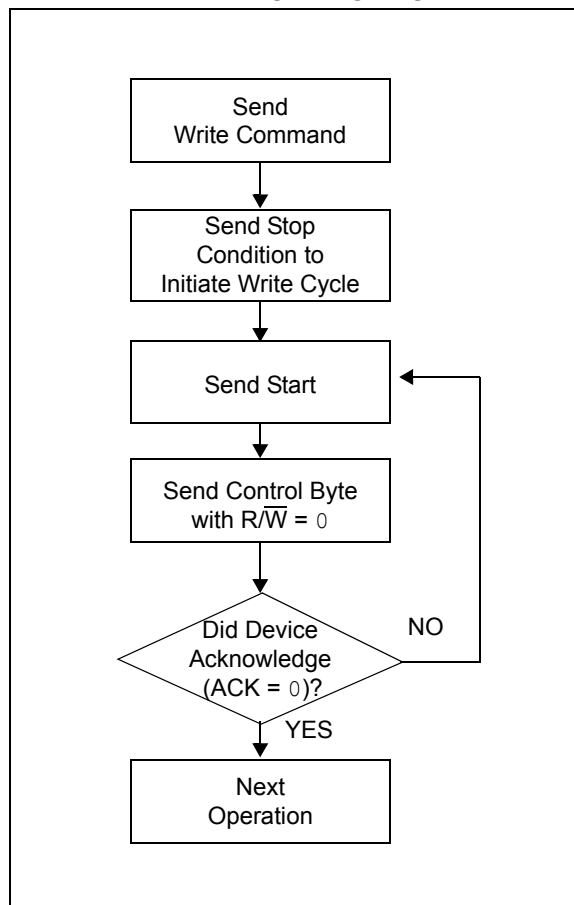 Send
Write Command
Send Stop
Condition to
Initiate Write Cycle
Send Start
Send Control Byte
with R/W̅ = 0
Did Device
Acknowledge
(ACK = 0)?
NO
YES
Next
Operation